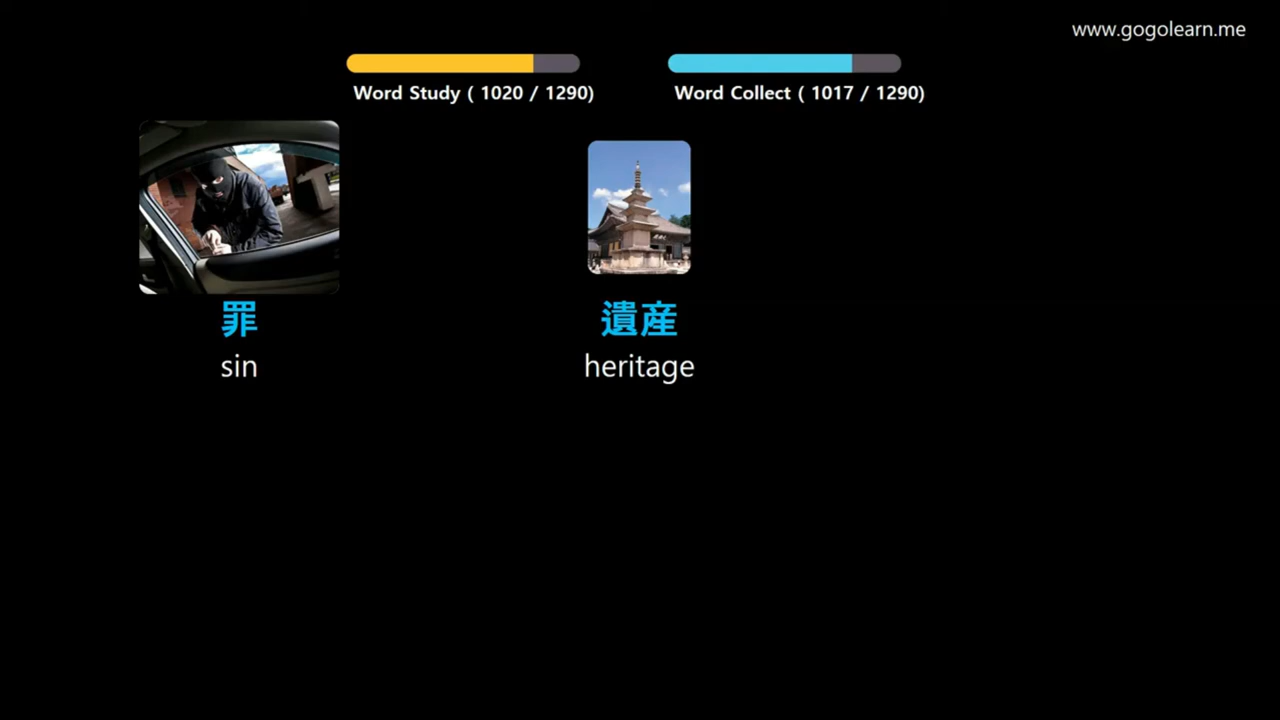 www.gogolearn.me
Word Study ( 1020 / 1290)
Word Collect ( 1017 / 1290)
罪
sin
遺産
heritage